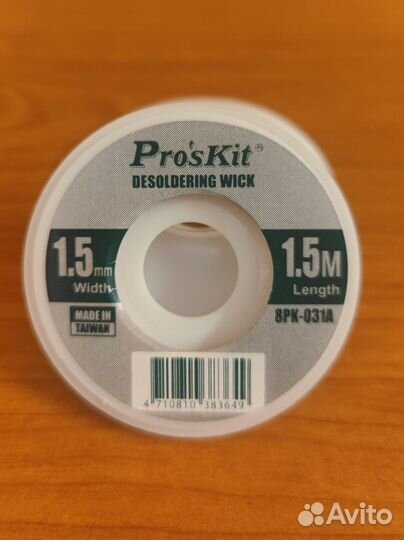 Pro'sKit®
DESOLDERING WICK
1.5mm
Width
1.5M
Length
8PK-031A
MADE IN
TAIWAN
4 710810 383649
Avito